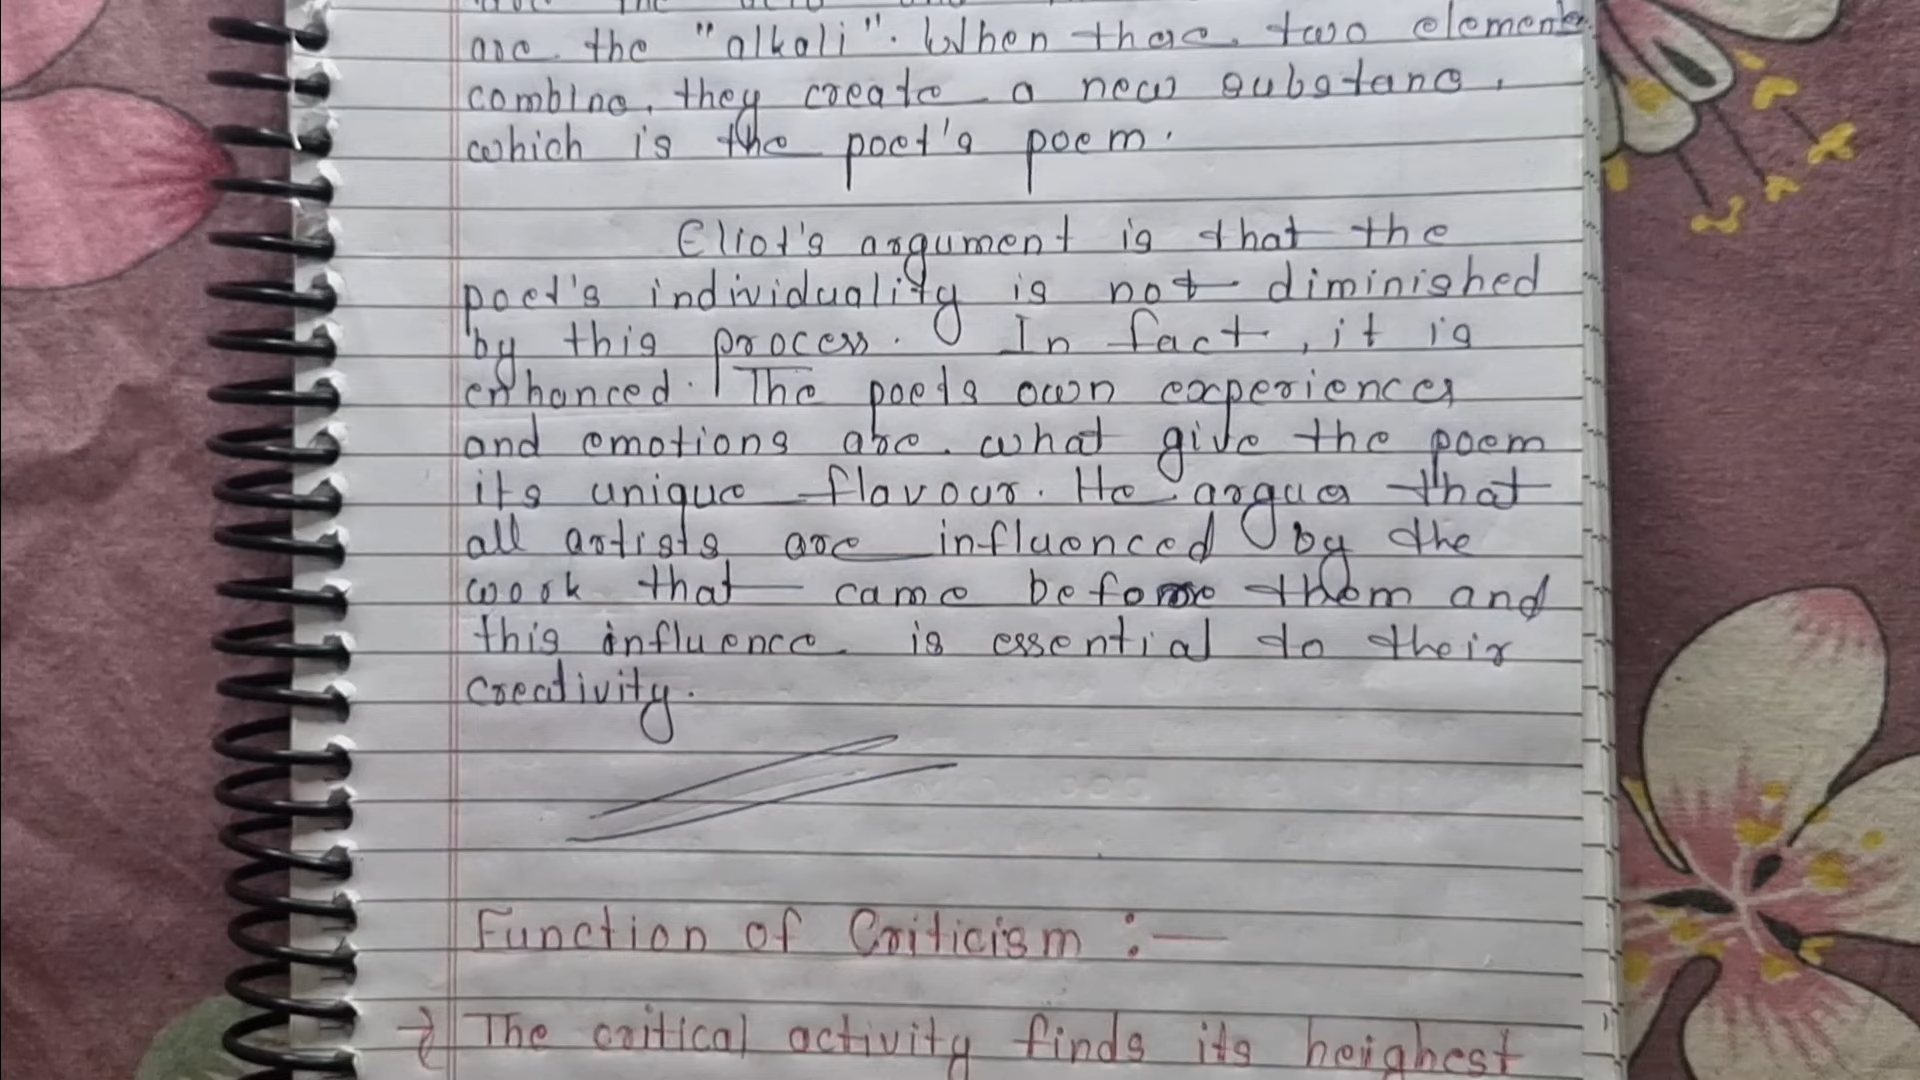 are the "alkali". When these two element
combine, they create a new substanc,
which is the poet's poem.
Eliot's argument is that the
poet's individuality is not diminished
by this process. In fact, it is
enhanced. The poets own experiences
and emotions are what give the poem
its unique flavour. He argues that
all artists are influenced by the
work that came before them and
this influence is essential to their
creativity.
Function of Criticism :—
→ The critical activity finds its heighest